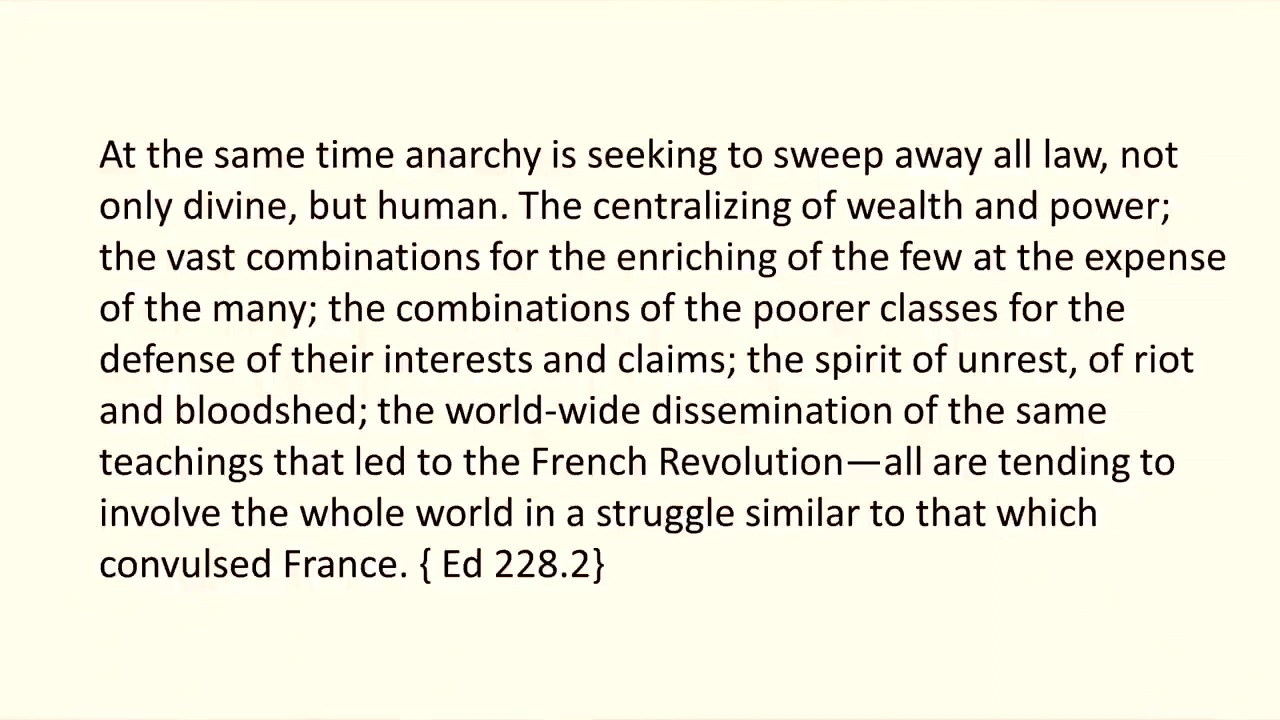 At the same time anarchy is seeking to sweep away all law, not
only divine, but human. The centralizing of wealth and power;
the vast combinations for the enriching of the few at the expense
of the many; the combinations of the poorer classes for the
defense of their interests and claims; the spirit of unrest, of riot
and bloodshed; the world-wide dissemination of the same
teachings that led to the French Revolution—all are tending to
involve the whole world in a struggle similar to that which
convulsed France. { Ed 228.2}